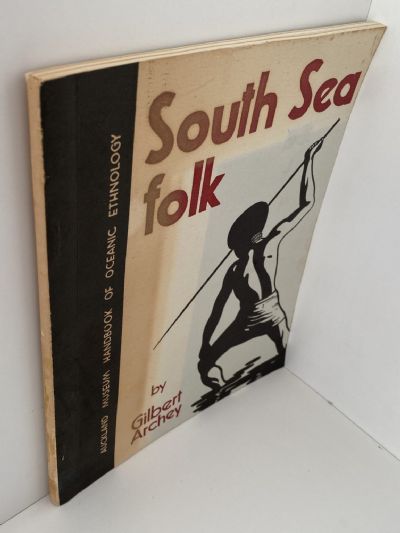 South Sea
folk
by
Gilbert
Archey
AUCKLAND MUSEUM HANDBOOK OF OCEANIC ETHNOLOGY